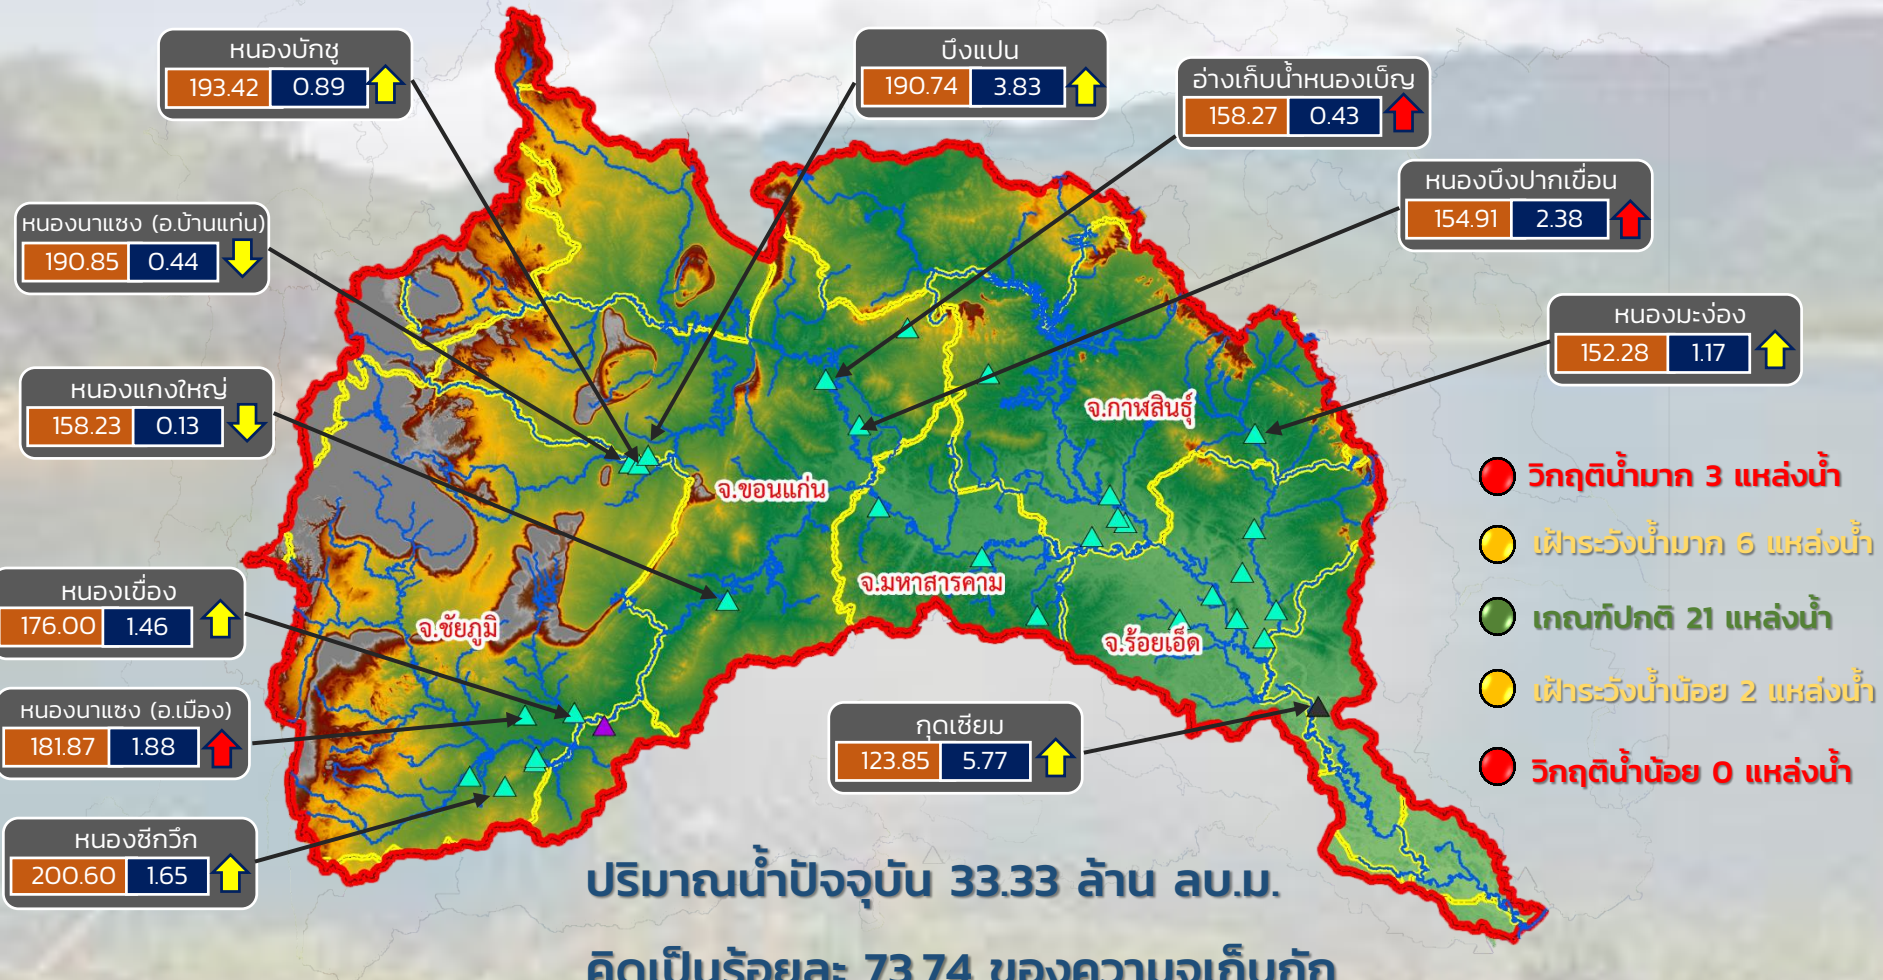 หนองบักชู
193.42 0.89
บึงแปน
190.74 3.83
อ่างเก็บน้ำหนองเบ็ญ
158.27 0.43
หนองบึงปากเขื่อน
154.91 2.38
หนองนาแซง (อ.บ้านแท่น)
190.85 0.44
หนองมะง่อง
152.28 1.17
หนองแกงใหญ่
158.23 0.13
จ.กาฬสินธุ์
จ.ขอนแก่น
วิกฤติน้ำมาก 3 แหล่งน้ำ
เฝ้าระวังน้ำมาก 6 แหล่งน้ำ
หนองเขื่อง
176.00 1.46
จ.มหาสารคาม
จ.ชัยภูมิ
จ.ร้อยเอ็ด
เกณฑ์ปกติ 21 แหล่งน้ำ
เฝ้าระวังน้ำน้อย 2 แหล่งน้ำ
หนองนาแซง (อ.เมือง)
181.87 1.88
กุดเชียม
123.85 5.77
วิกฤติน้ำน้อย 0 แหล่งน้ำ
หนองซีกวึก
200.60 1.65
ปริมาณน้ำปัจจุบัน 33.33 ล้าน ลบ.ม.
คิดเป็นร้อยละ 73.74 ของความจุเก็บกัก